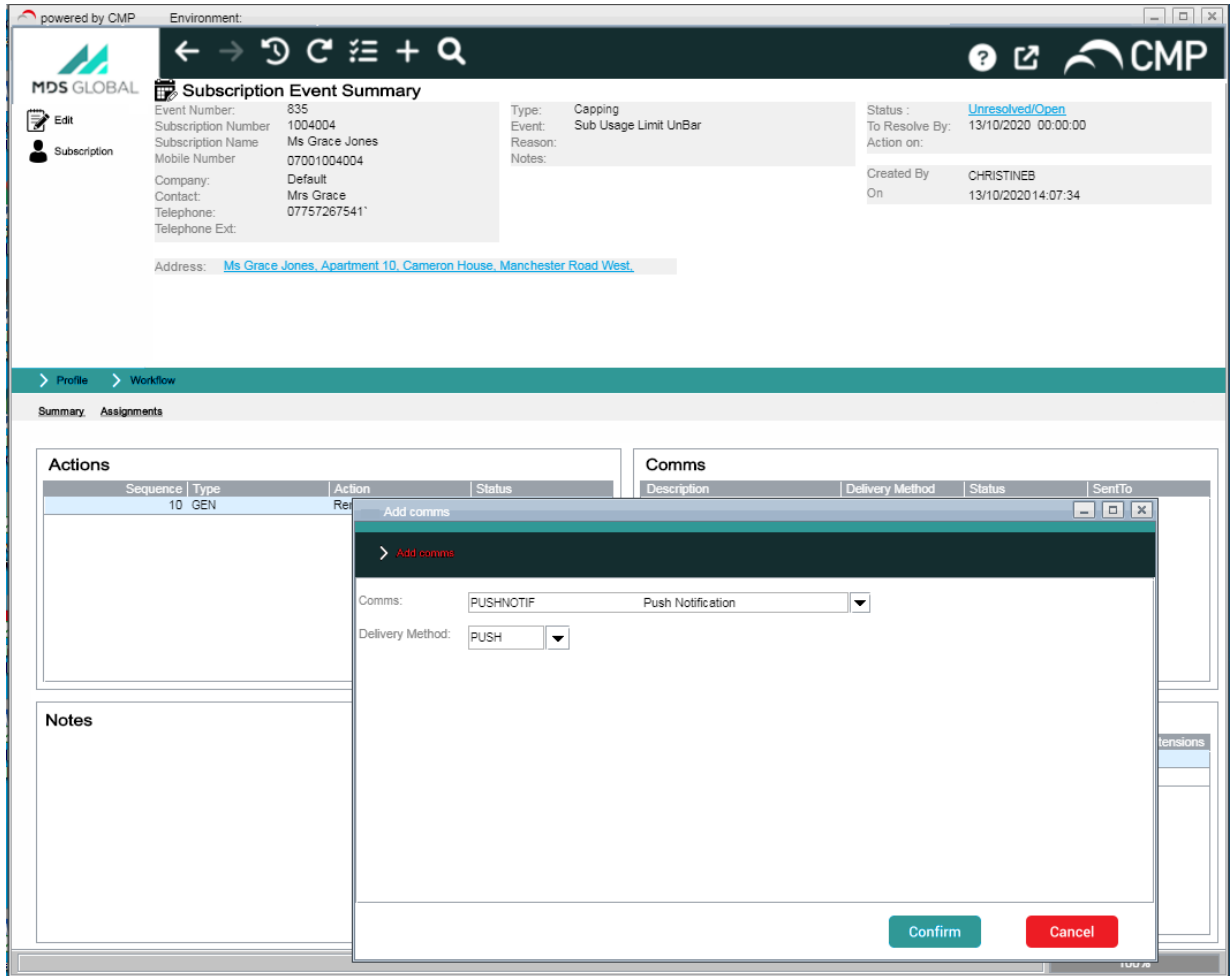 powered by CMP Environment:
MDS GLOBAL
? CMP
Subscription Event Summary
Edit
Subscription
Event Number: 835
Subscription Number 1004004
Subscription Name Ms Grace Jones
Mobile Number 07001004004
Company: Default
Contact: Mrs Grace
Telephone: 07757267541`
Telephone Ext:
Type: Capping
Event: Sub Usage Limit UnBar
Reason:
Notes:
Status : Unresolved/Open
To Resolve By: 13/10/2020 00:00:00
Action on:
Created By CHRISTINEB
On 13/10/202014:07:34
Address: Ms Grace Jones, Apartment 10, Cameron House, Manchester Road West,
Profile Workflow
Summary Assignments
Actions
Sequence Type Action Status
10 GEN
Comms
Description Delivery Method Status SentTo
Add comms
Add comms
Comms: PUSHNOTIF Push Notification
Delivery Method: PUSH
Confirm Cancel
Notes
tensions
100%